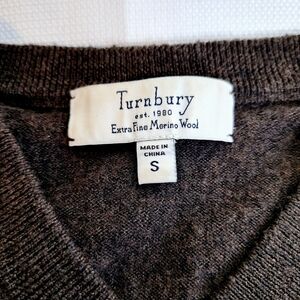 Turnbury
est. 1980
Extra Fine Merino Wool
MADE IN
CHINA
S